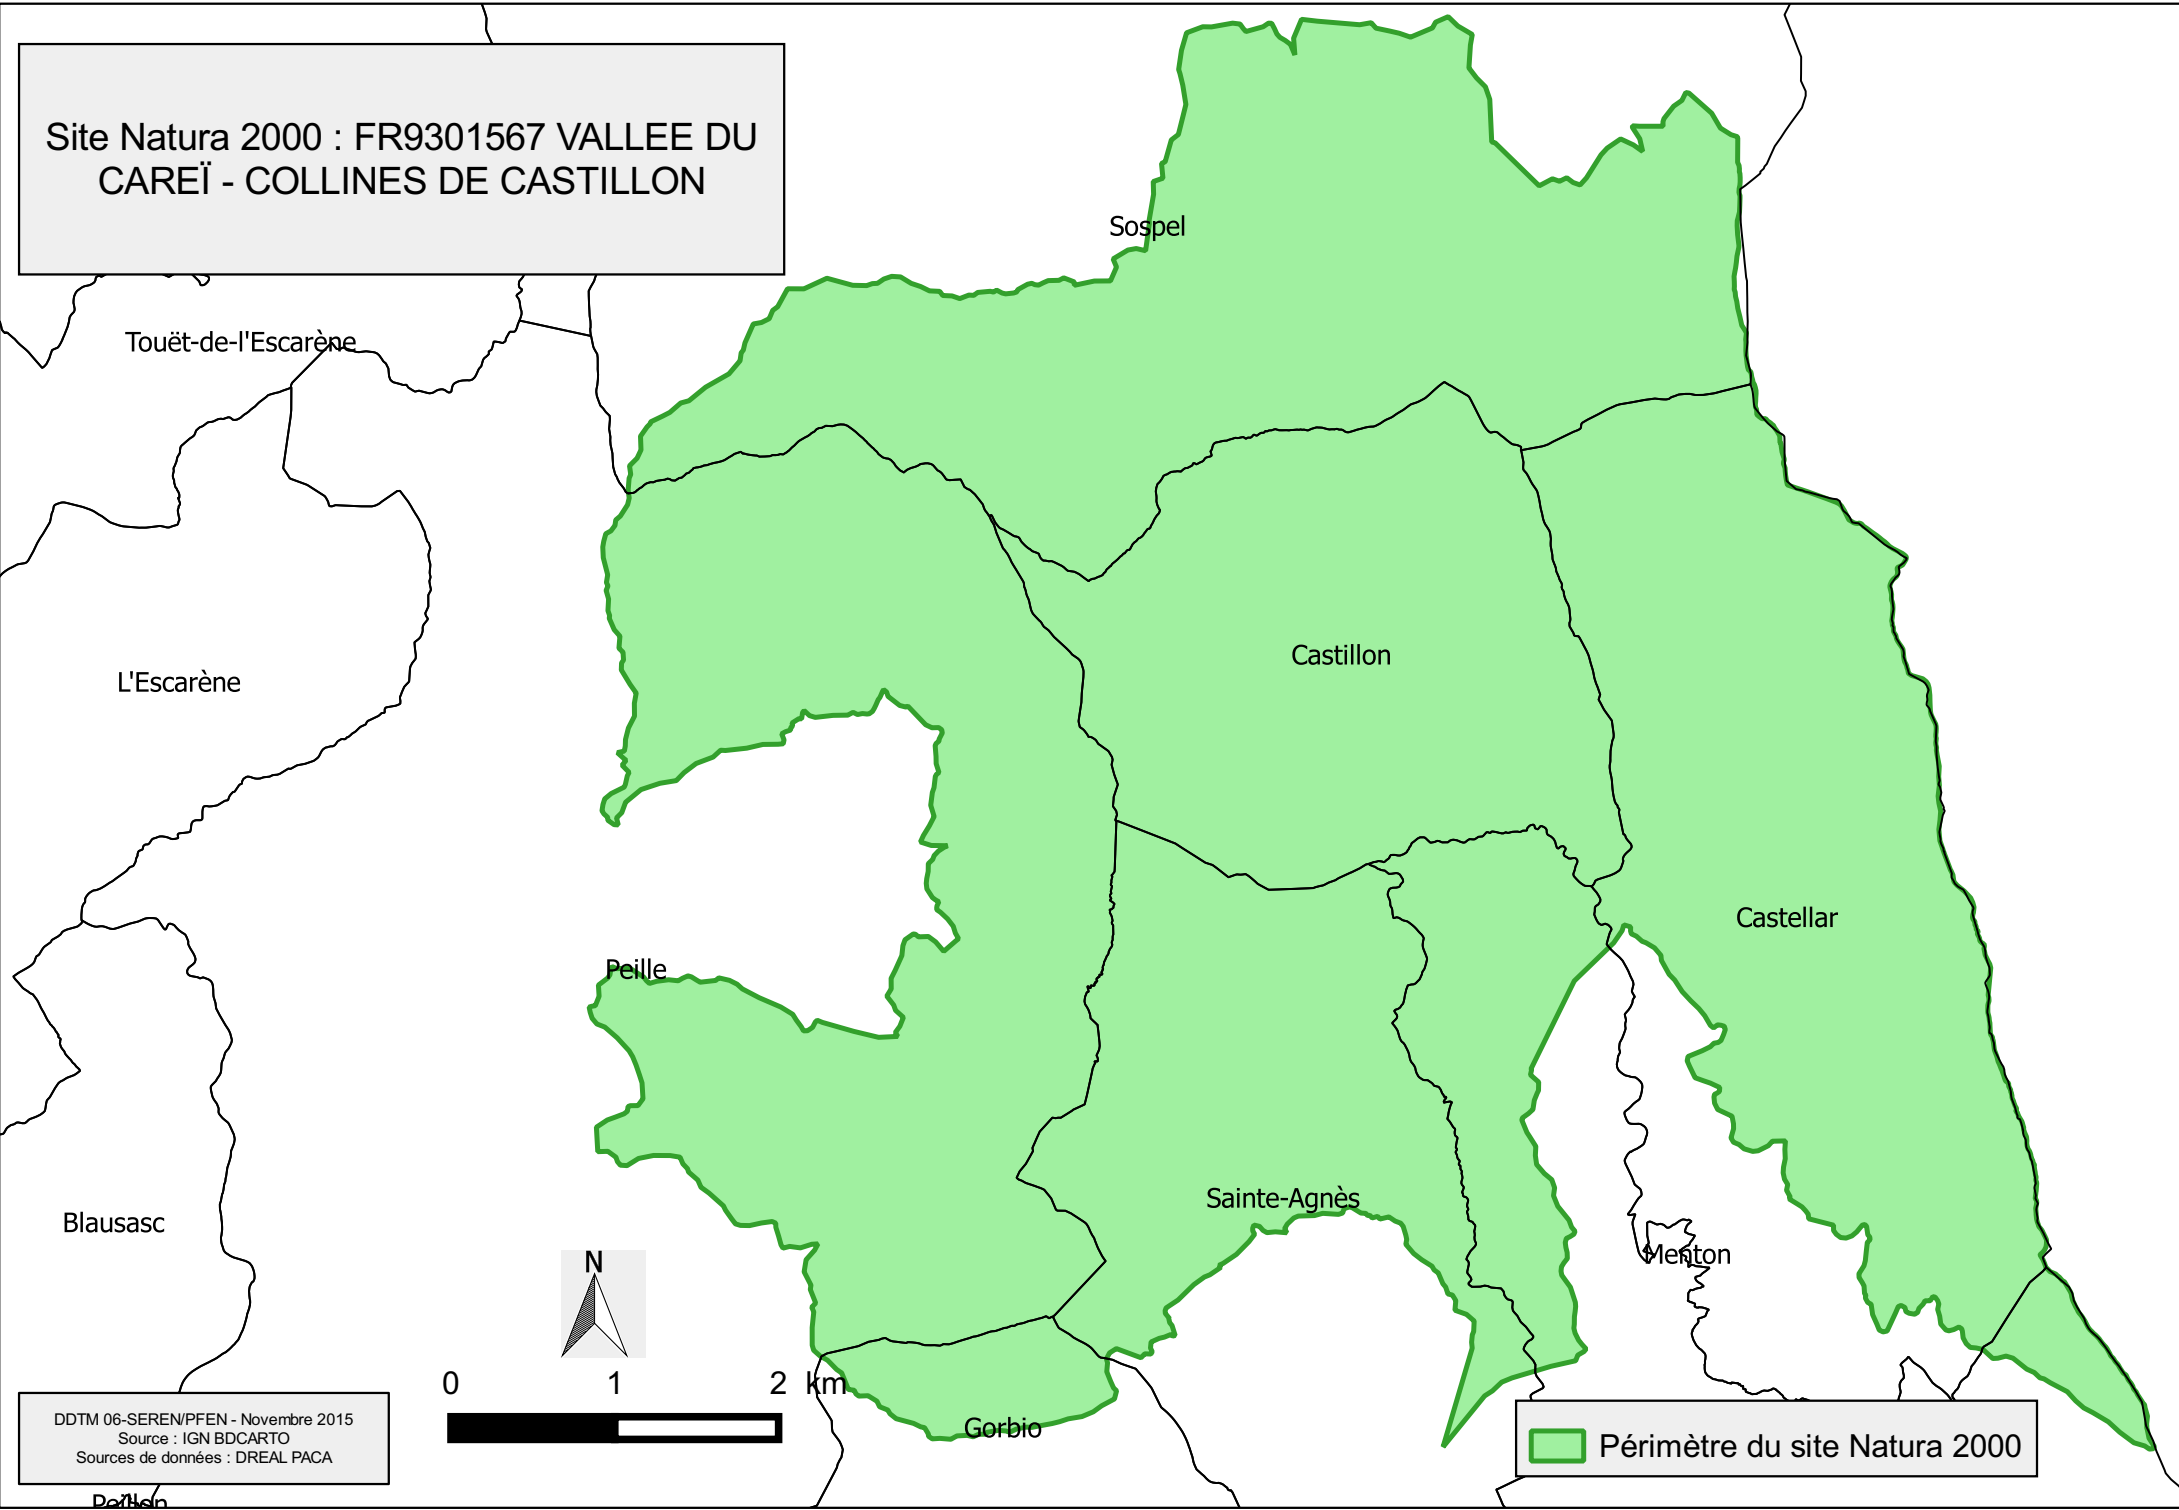 Site Natura 2000 : FR9301567 VALLEE DU
CAREÏ - COLLINES DE CASTILLON
Sospel
Touët-de-l'Escarène
Castillon
L'Escarène
Castellar
Peille
Sainte-Agnès
Blausasc
Menton
N
0 1 2 km
Gorbio
DDTM 06-SEREN/PFEN - Novembre 2015
Source : IGN BDCARTO
Sources de données : DREAL PACA
Périmètre du site Natura 2000
Peillon